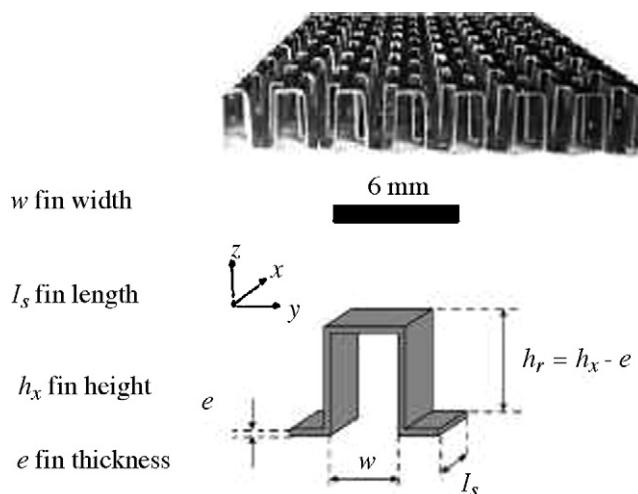 6 mm
w fin width
z
x
y
I_s fin length
h_r = h_x - e
h_x fin height
e
e fin thickness
w
I_s